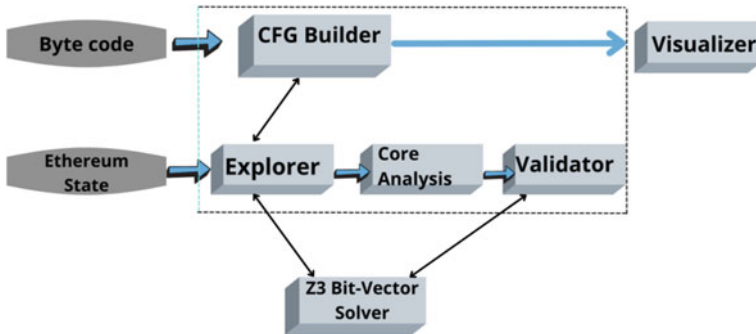 Byte code
CFG Builder
Visualizer
Ethereum
State
Explorer
Core
Analysis
Validator
Z3 Bit-Vector
Solver